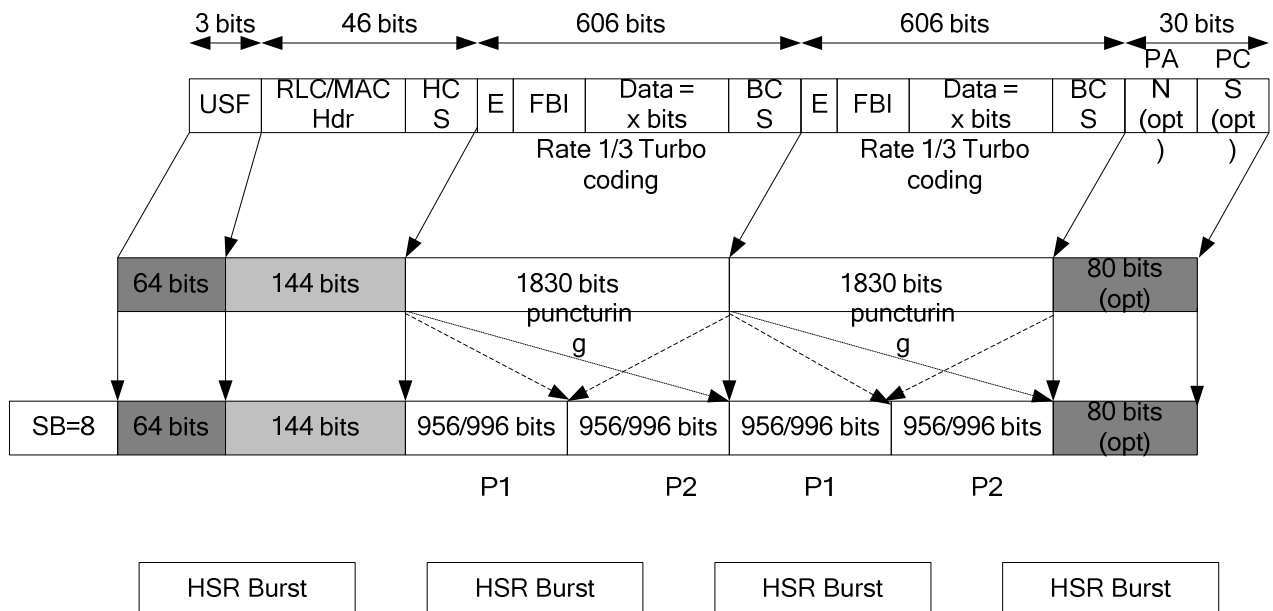 3 bits 46 bits 606 bits 606 bits 30 bits
USF
RLC/MAC
Hdr
HC
S
E
FBI
Data =
x bits
BC
S
E
FBI
Data =
x bits
BC
S
PA
N
(opt
)
PC
S
(opt
)
Rate 1/3 Turbo
coding
Rate 1/3 Turbo
coding
64 bits
144 bits
1830 bits
puncturin
g
1830 bits
puncturin
g
80 bits
(opt)
SB=8
64 bits
144 bits
956/996 bits
956/996 bits
956/996 bits
956/996 bits
80 bits
(opt)
P1 P2 P1 P2
HSR Burst HSR Burst HSR Burst HSR Burst